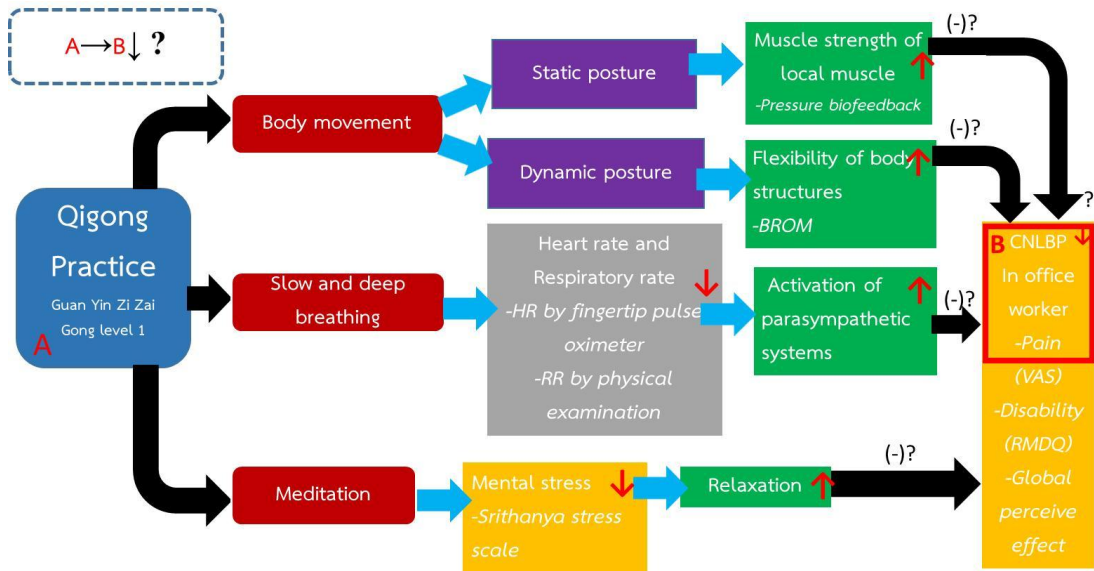 A→B↓ ?
Qigong
Practice
Guan Yin Zi Zai
Gong level 1
A
Body movement
Static posture
Muscle strength of
local muscle
-Pressure biofeedback
(-)?
Dynamic posture
Flexibility of body
structures
-BROM
(-)?
?
Slow and deep
breathing
Heart rate and
Respiratory rate
-HR by fingertip pulse
oximeter
-RR by physical
examination
Activation of
parasympathetic
systems
(-)?
Meditation
Mental stress
-Srithanya stress
scale
Relaxation
(-)?
B CNLBP
In office
worker
-Pain
(VAS)
-Disability
(RMDQ)
-Global
perceive
effect